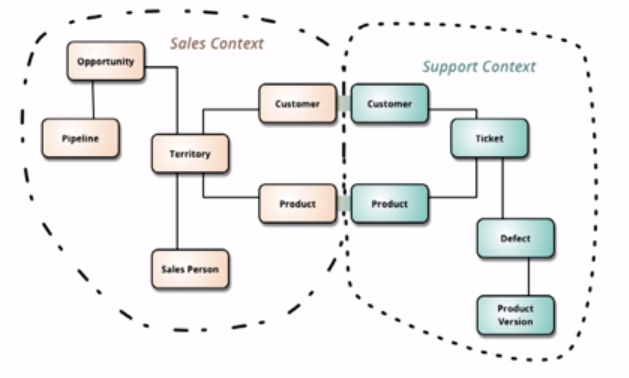 Sales Context
Opportunity
Support Context
Customer
Customer
Pipeline
Ticket
Territory
Product
Product
Defect
Sales Person
Product
Version